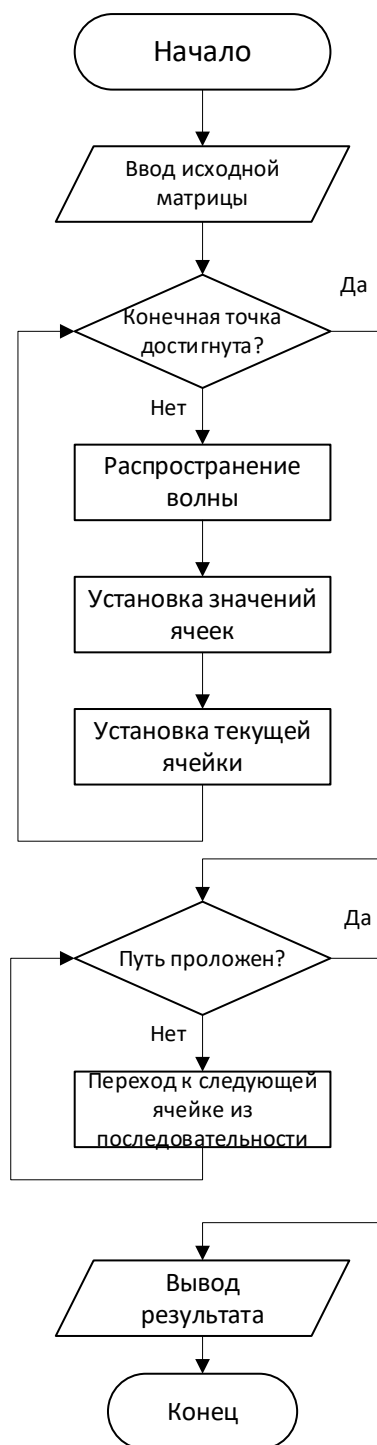 Начало
Ввод исходной
матрицы
Да
Конечная точка
достигнута?
Нет
Распространение
волны
Установка значений
ячеек
Установка текущей
ячейки
Да
Путь проложен?
Нет
Переход к следующей
ячейке из
последовательности
Вывод
результата
Конец